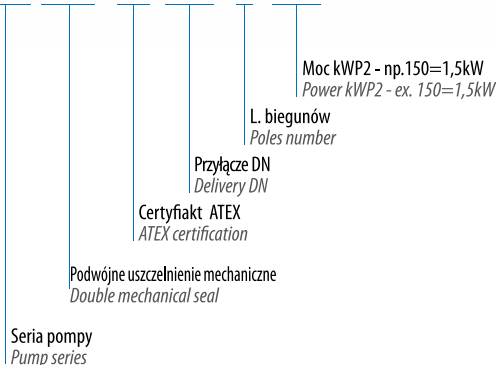 Moc kWP2 - np.150=1,5kW
Power kWP2 - ex. 150=1,5kW
L. biegunów
Poles number
Przyłącze DN
Delivery DN
Certyfiakt ATEX
ATEX certification
Podwójne uszczelnienie mechaniczne
Double mechanical seal
Seria pompy
Pump series